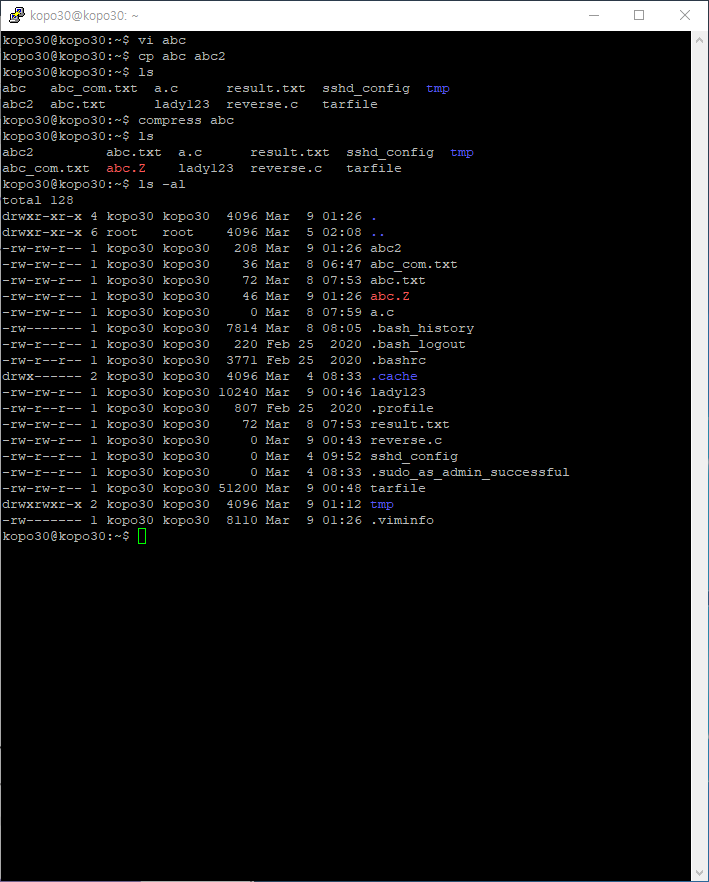 kopo30@kopo30: ~
kopo30@kopo30:~$ vi abc
kopo30@kopo30:~$ cp abc abc2
kopo30@kopo30:~$ ls
abc   abc_com.txt  a.c      result.txt  sshd_config  tmp
abc2  abc.txt      lady123  reverse.c   tarfile
kopo30@kopo30:~$ compress abc
kopo30@kopo30:~$ ls
abc2         abc.txt  a.c      result.txt  sshd_config  tmp
abc_com.txt  abc.Z    lady123  reverse.c   tarfile
kopo30@kopo30:~$ ls -al
total 128
drwxr-xr-x 4 kopo30 kopo30  4096 Mar  9 01:26 .
drwxr-xr-x 6 root   root    4096 Mar  5 02:08 ..
-rw-rw-r-- 1 kopo30 kopo30   208 Mar  9 01:26 abc2
-rw-rw-r-- 1 kopo30 kopo30    36 Mar  8 06:47 abc_com.txt
-rw-rw-r-- 1 kopo30 kopo30    72 Mar  8 07:53 abc.txt
-rw-rw-r-- 1 kopo30 kopo30    46 Mar  9 01:26 abc.Z
-rw-rw-r-- 1 kopo30 kopo30     0 Mar  8 07:59 a.c
-rw------- 1 kopo30 kopo30  7814 Mar  8 08:05 .bash_history
-rw-r--r-- 1 kopo30 kopo30   220 Feb 25  2020 .bash_logout
-rw-r--r-- 1 kopo30 kopo30  3771 Feb 25  2020 .bashrc
drwx------ 2 kopo30 kopo30  4096 Mar  4 08:33 .cache
-rw-rw-r-- 1 kopo30 kopo30 10240 Mar  9 00:46 lady123
-rw-r--r-- 1 kopo30 kopo30   807 Feb 25  2020 .profile
-rw-rw-r-- 1 kopo30 kopo30    72 Mar  8 07:53 result.txt
-rw-rw-r-- 1 kopo30 kopo30     0 Mar  9 00:43 reverse.c
-rw-r--r-- 1 kopo30 kopo30     0 Mar  4 09:52 sshd_config
-rw-r--r-- 1 kopo30 kopo30     0 Mar  4 08:33 .sudo_as_admin_successful
-rw-rw-r-- 1 kopo30 kopo30 51200 Mar  9 00:48 tarfile
drwxrwxr-x 2 kopo30 kopo30  4096 Mar  9 01:12 tmp
-rw------- 1 kopo30 kopo30  8110 Mar  9 01:26 .viminfo
kopo30@kopo30:~$